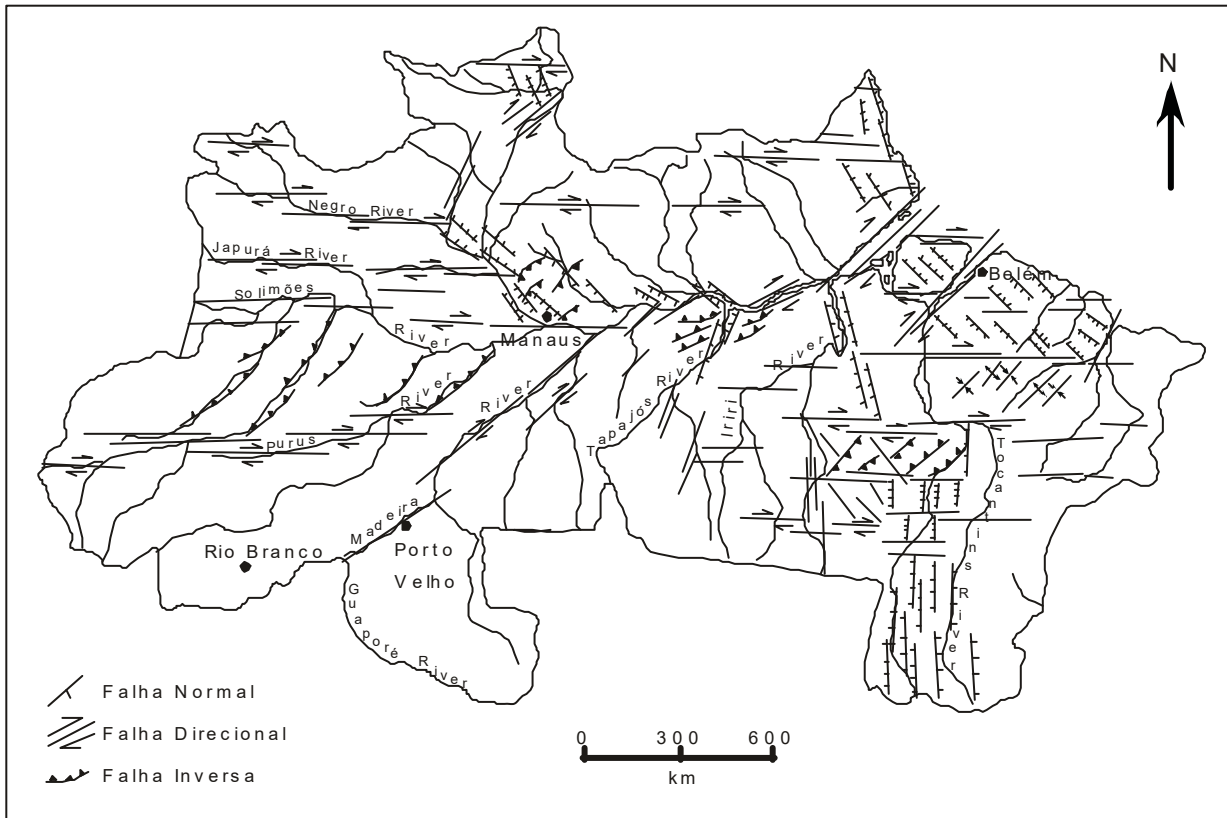 N
Negro River
Japurá River
Solimões
River
Belém
Manaus
River
River
Tapajós River
Iriri
River
Purus
Tocantins River
Madeira
Rio Branco
Porto
Velho
Guaporé River
Falha Normal
Falha Direcional
Falha Inversa
0 300 600
km